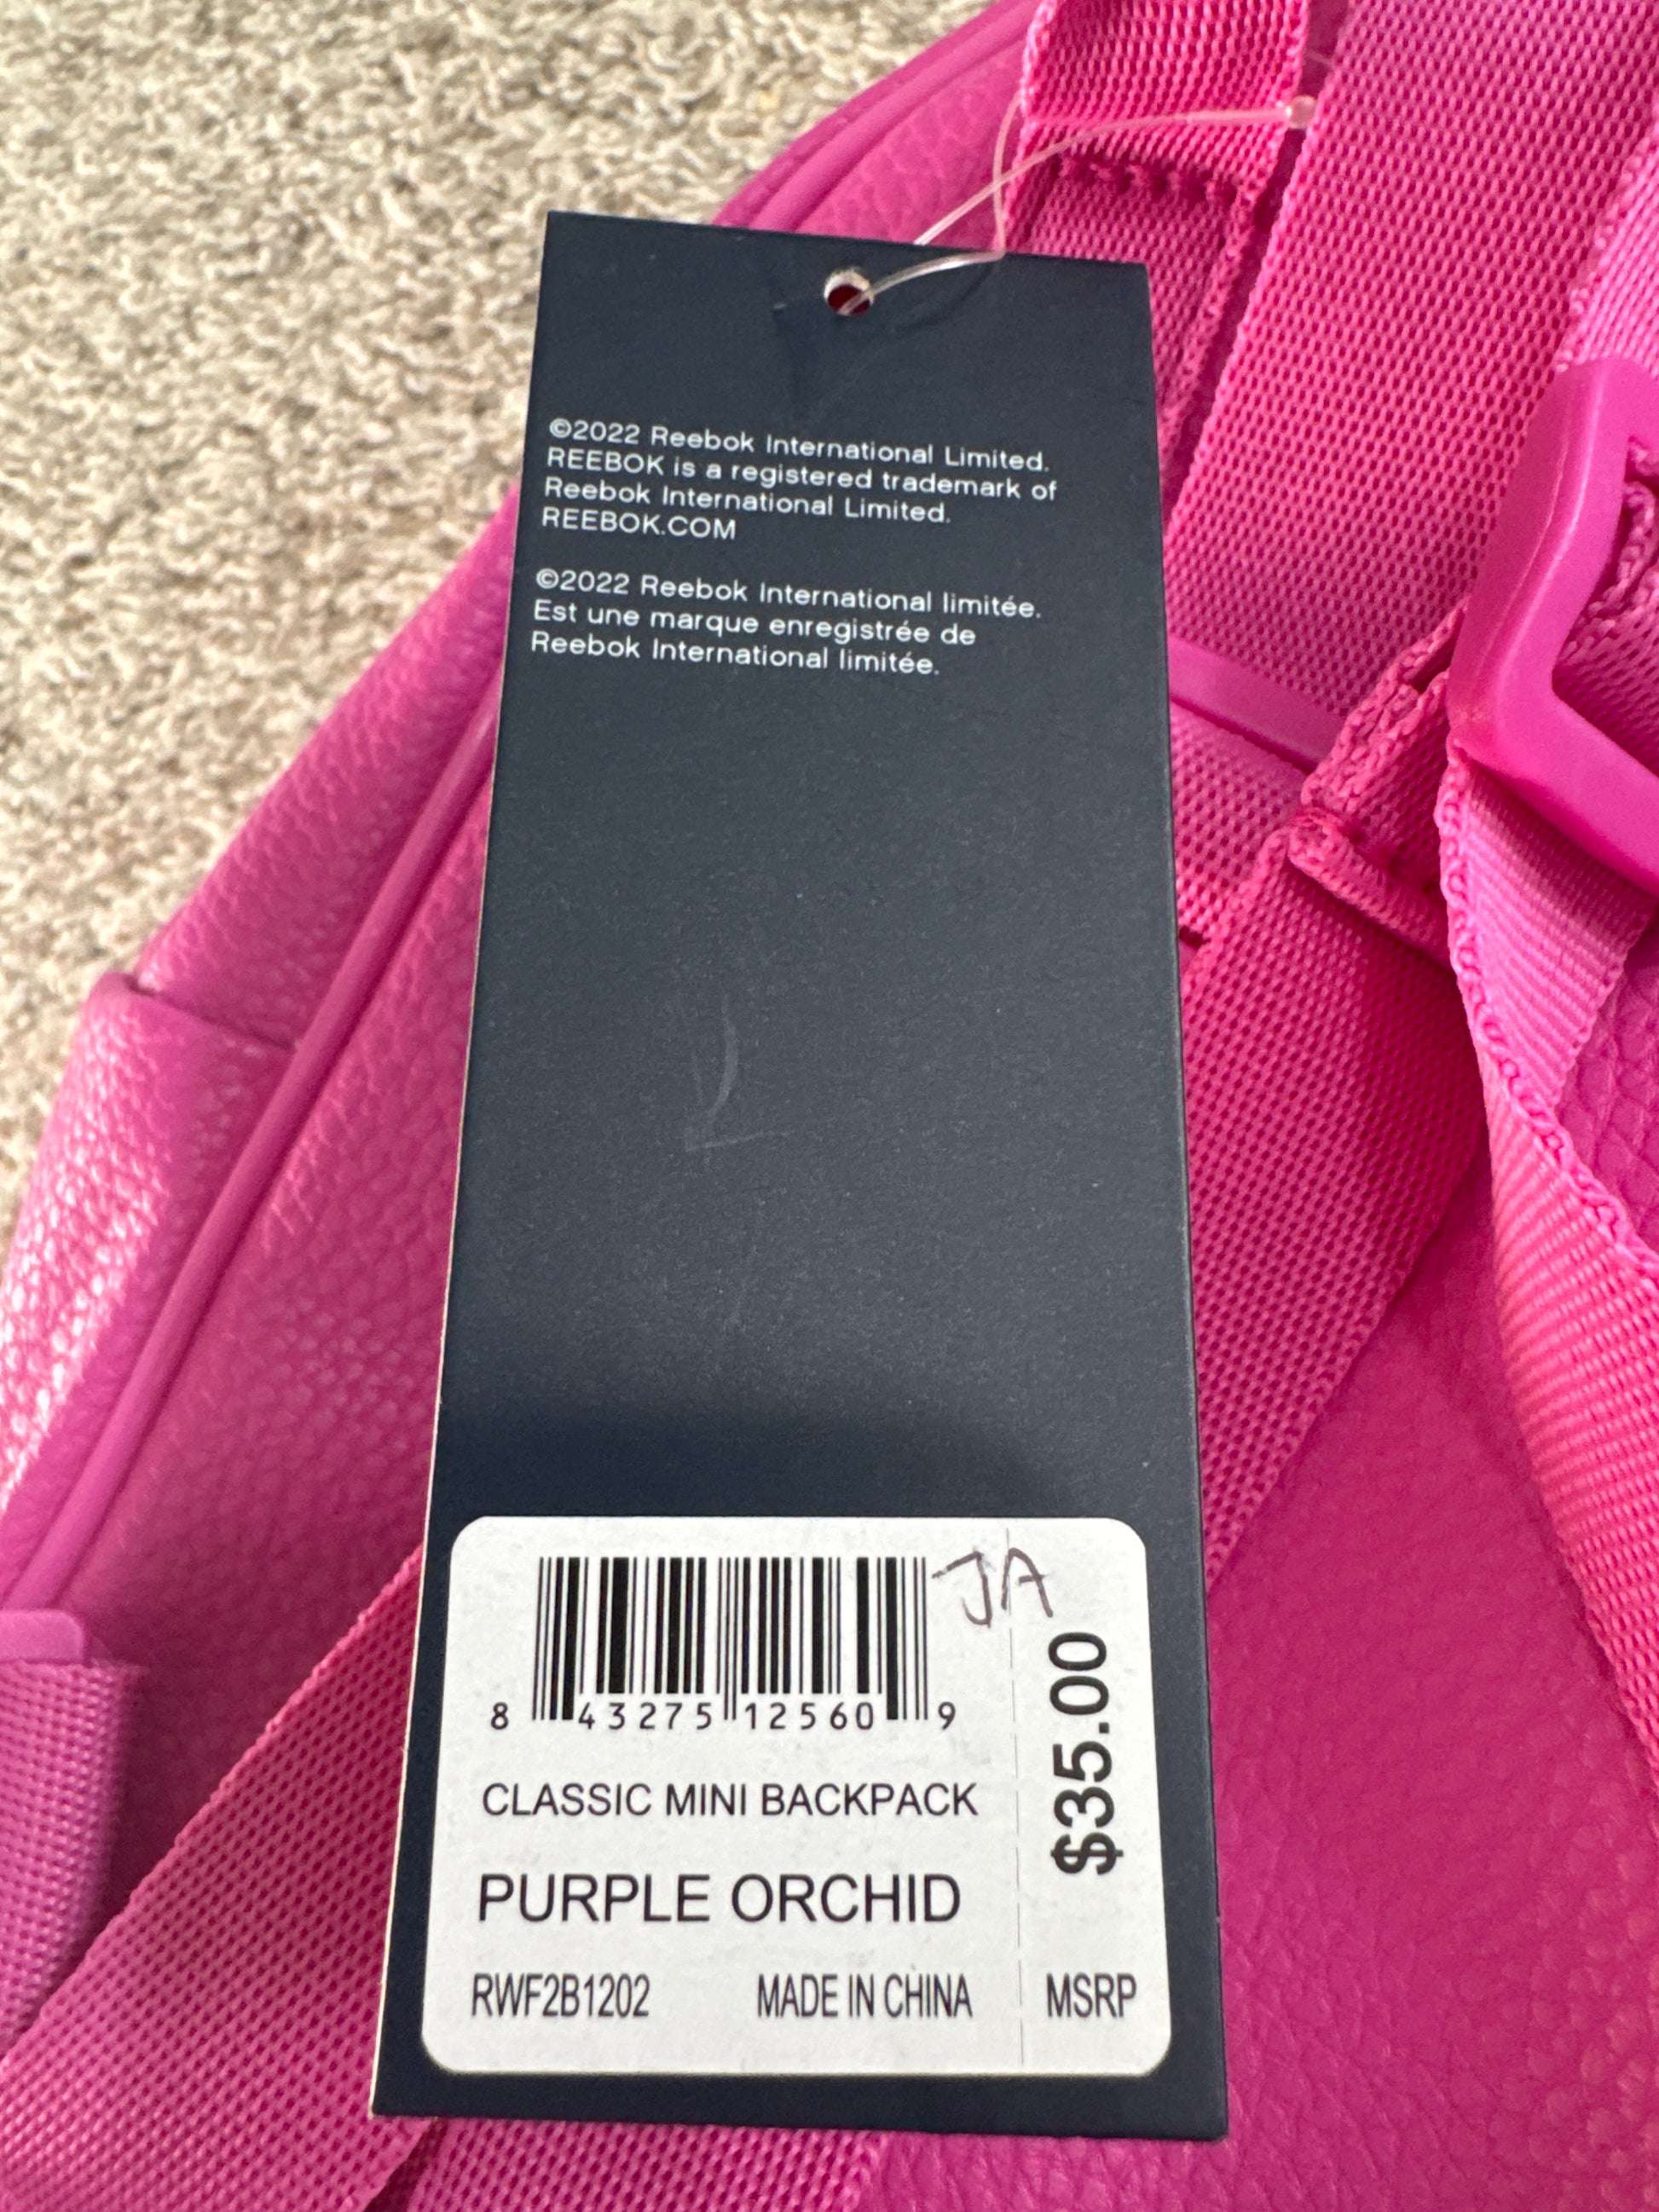 ©2022 Reebok International Limited.
REEBOK is a registered trademark of
Reebok International Limited.
REEBOK.COM
©2022 Reebok International limitée.
Est une marque enregistrée de
Reebok International limitée.
JA
8 43275 12560 9
$35.00
CLASSIC MINI BACKPACK
PURPLE ORCHID
RWF2B1202 MADE IN CHINA MSRP